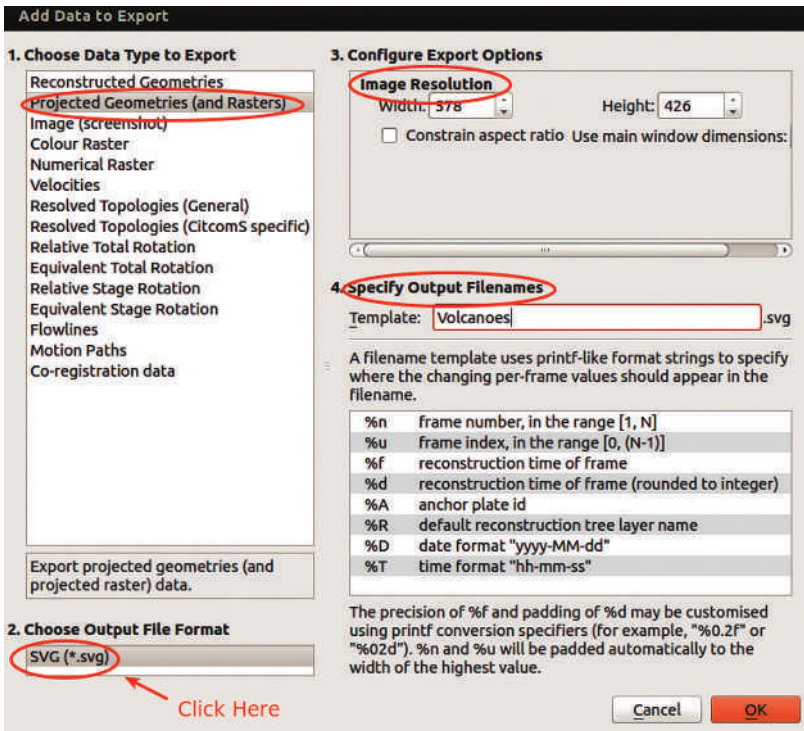 Add Data to Export
1. Choose Data Type to Export
Reconstructed Geometries
Projected Geometries (and Rasters)
Image (screenshot)
Colour Raster
Numerical Raster
Velocities
Resolved Topologies (General)
Resolved Topologies (CitcomS specific)
Relative Total Rotation
Equivalent Total Rotation
Relative Stage Rotation
Equivalent Stage Rotation
Flowlines
Motion Paths
Co-registration data
Export projected geometries (and
projected raster) data.
2. Choose Output File Format
SVG (*.svg)
Click Here
3. Configure Export Options
Image Resolution
Width: 578 Height: 426
Constrain aspect ratio Use main window dimensions:
4. Specify Output Filenames
Template: Volcanoes .svg
A filename template uses printf-like format strings to specify
where the changing per-frame values should appear in the
filename.
%n frame number, in the range [1, N]
%u frame index, in the range [0, (N-1)]
%f reconstruction time of frame
%d reconstruction time of frame (rounded to integer)
%A anchor plate id
%R default reconstruction tree layer name
%D date format "yyyy-MM-dd"
%T time format "hh-mm-ss"
The precision of %f and padding of %d may be customised
using printf conversion specifiers (for example, "%0.2f" or
"%02d"). %n and %u will be padded automatically to the
width of the highest value.
Cancel OK